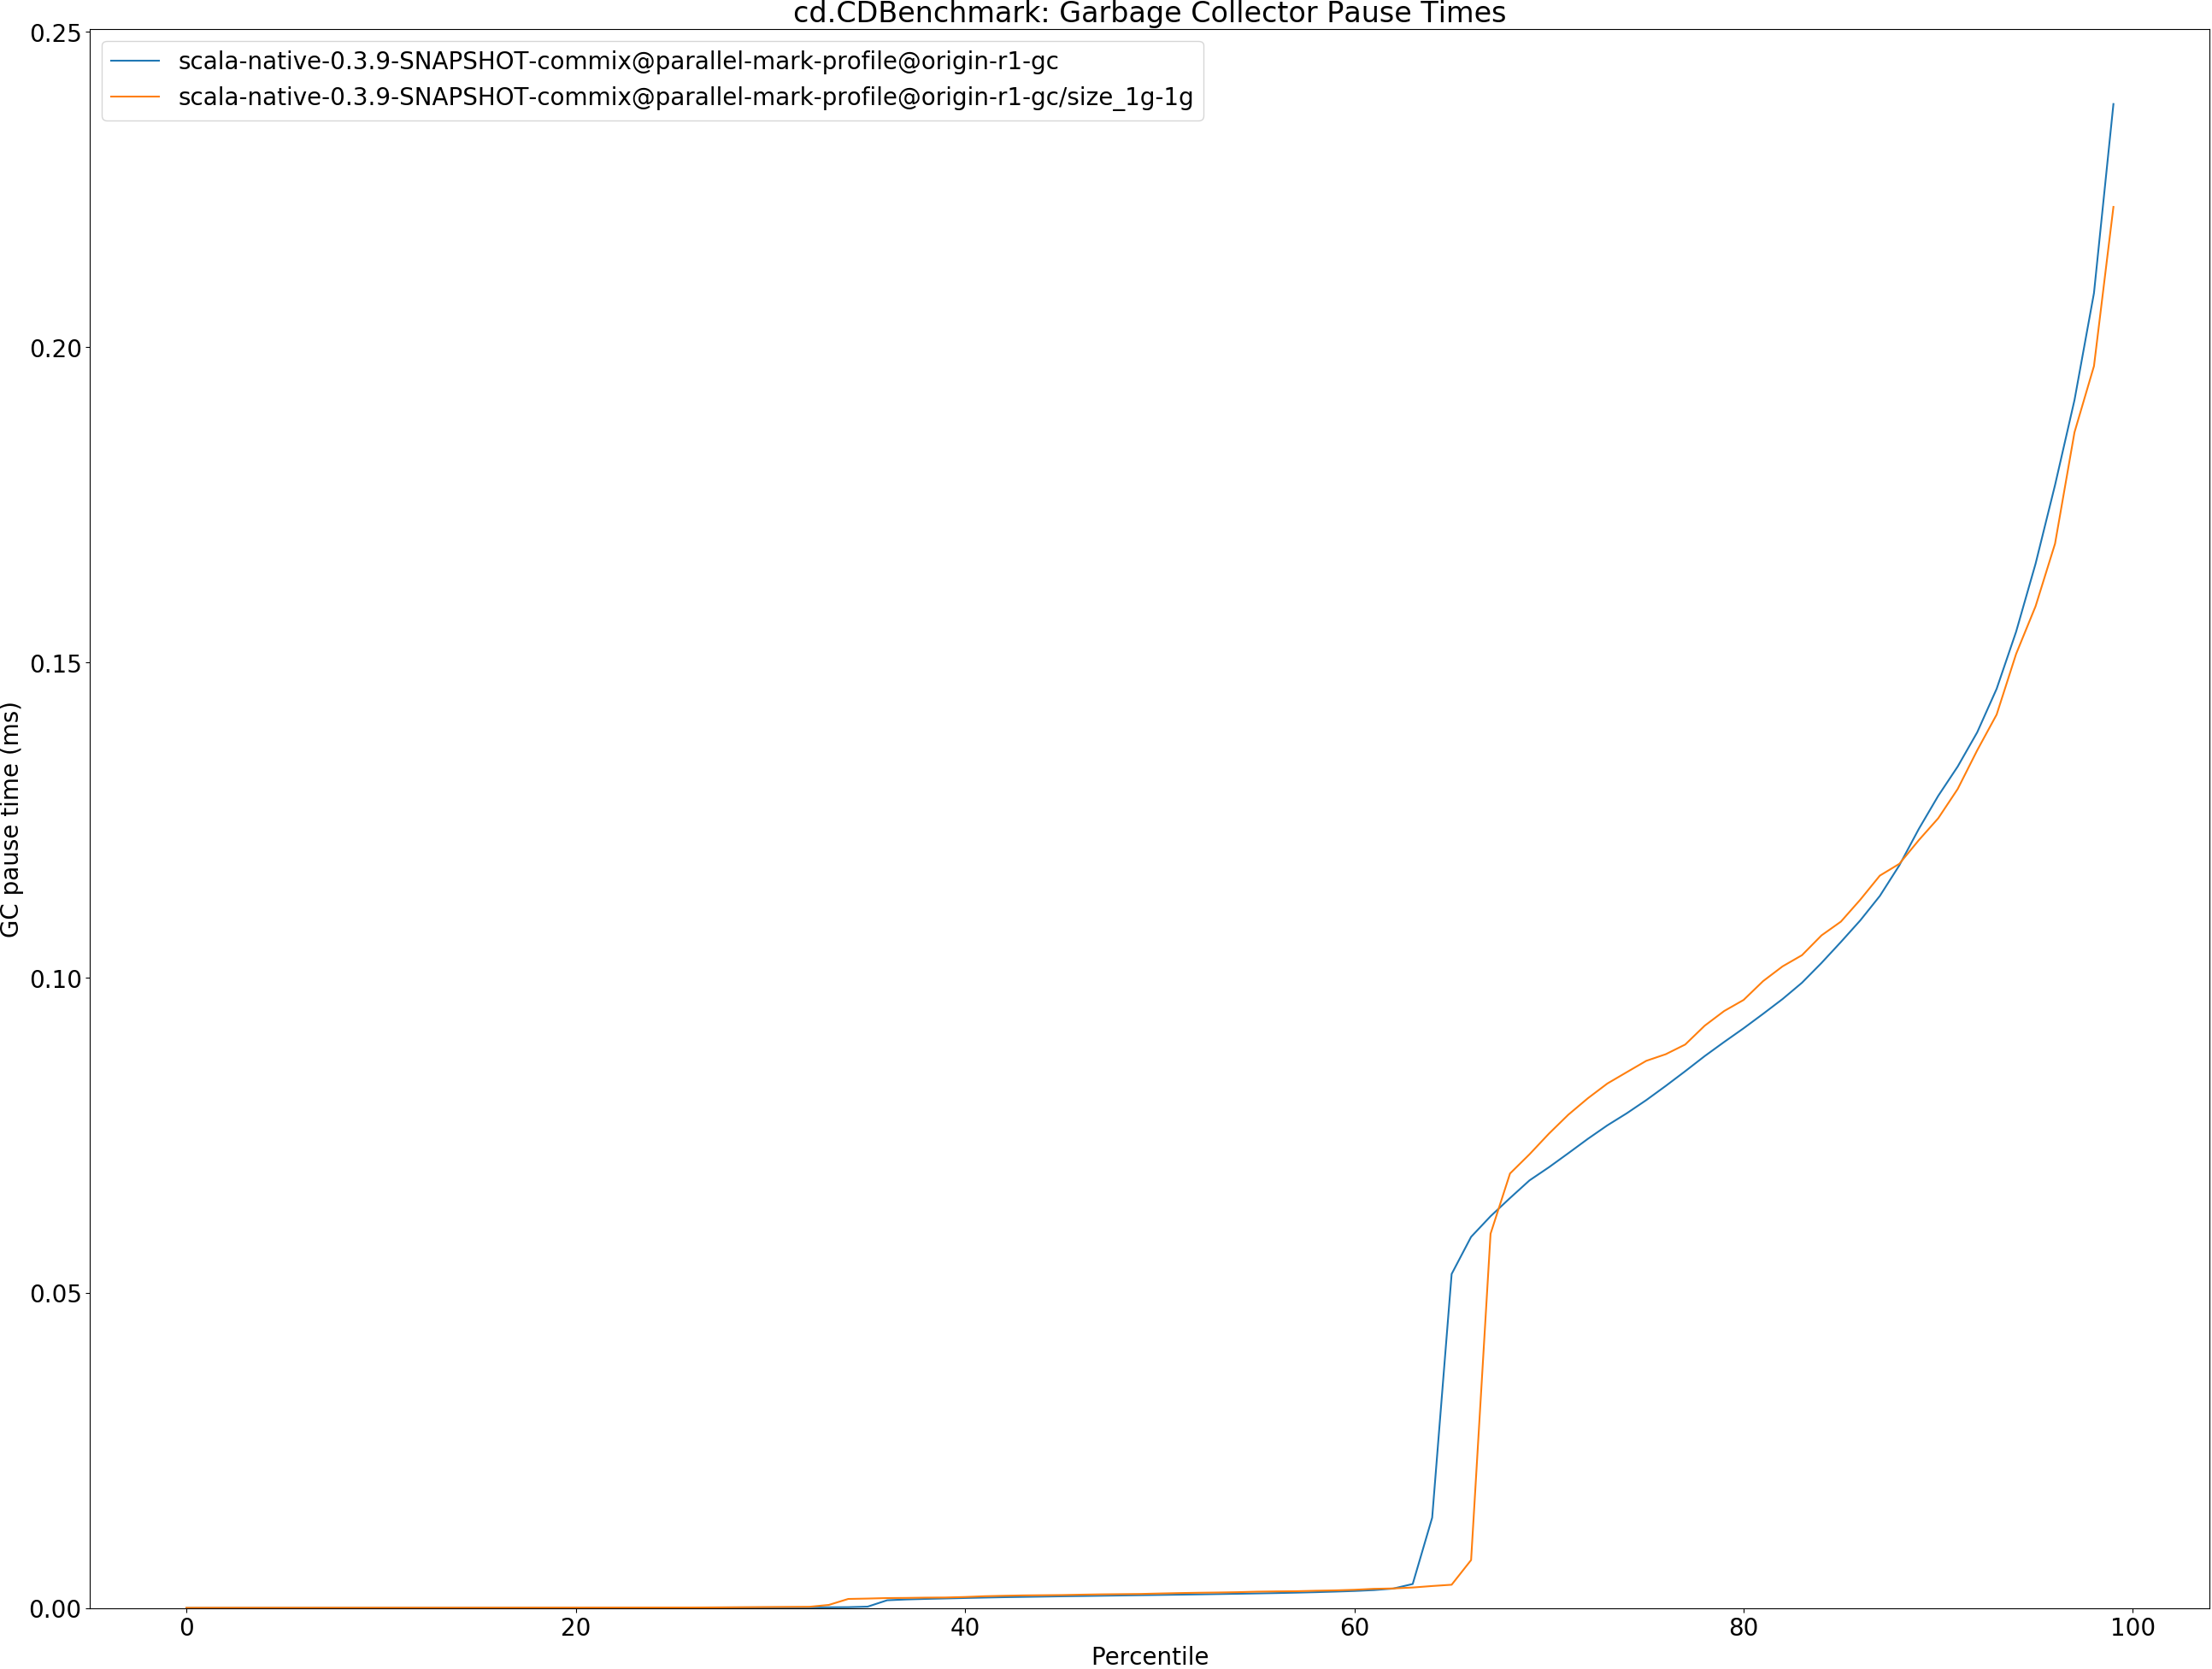 cd.CDBenchmark: Garbage Collector Pause Times
scala-native-0.3.9-SNAPSHOT-commix@parallel-mark-profile@origin-r1-gc
scala-native-0.3.9-SNAPSHOT-commix@parallel-mark-profile@origin-r1-gc/size_1g-1g
GC pause time (ms)
0.25
0.20
0.15
0.10
0.05
0.00
0 20 40 60 80 100
Percentile